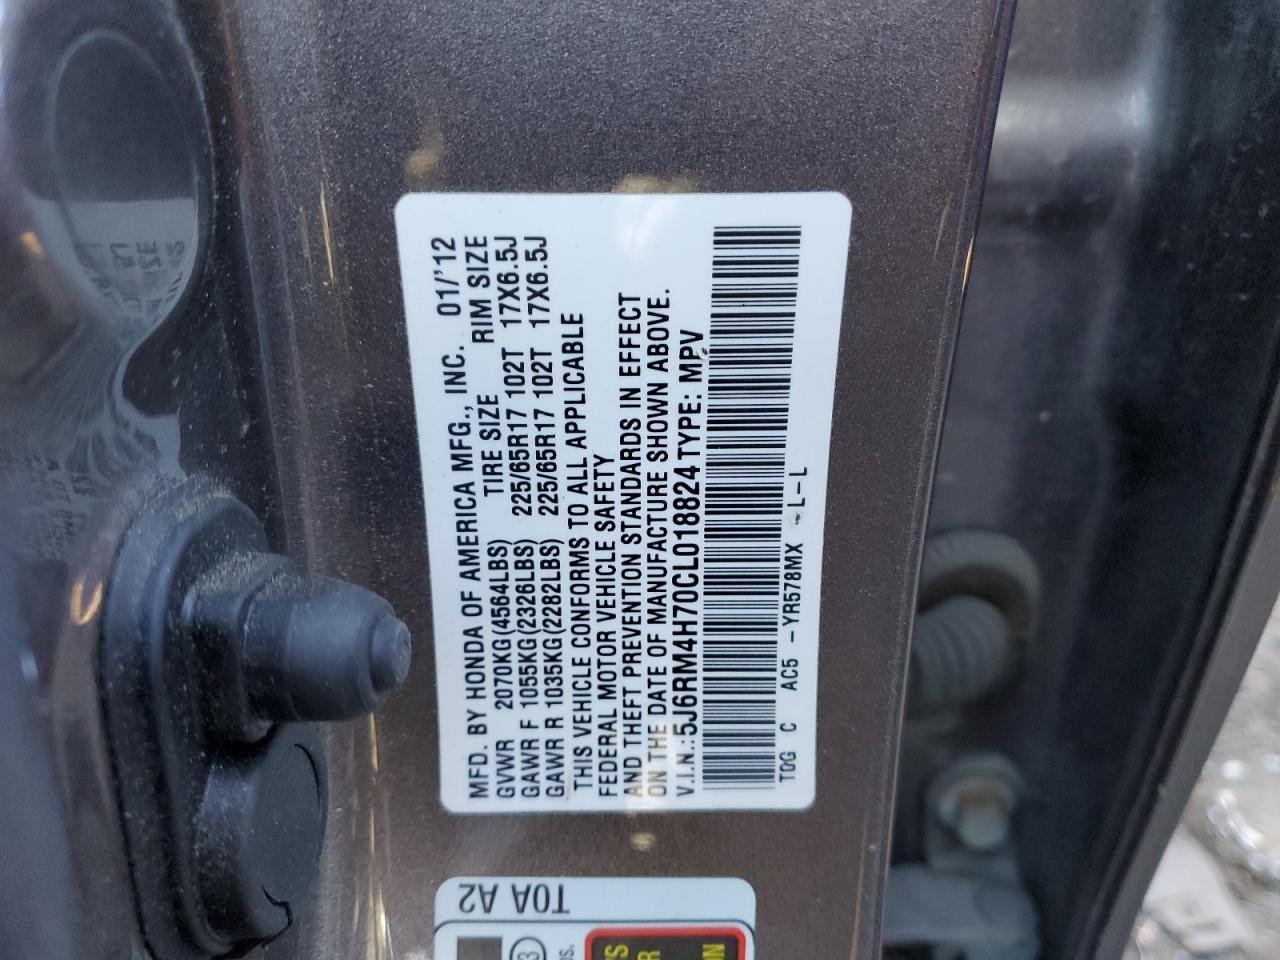 MFD. BY HONDA OF AMERICA MFG., INC. 01/'12
TIRE SIZE RIM SIZE
GVWR 2070KG(4564LBS)
GAWR F 1055KG(2326LBS) 225/65R17 102T 17X6.5J
GAWR R 1035KG(2282LBS) 225/65R17 102T 17X6.5J
THIS VEHICLE CONFORMS TO ALL APPLICABLE
FEDERAL MOTOR VEHICLE SAFETY
AND THEFT PREVENTION STANDARDS IN EFFECT
ON THE DATE OF MANUFACTURE SHOWN ABOVE.
V.I.N.:5J6RM4H70CL018824 TYPE: MPV
TDG C AC5 -YR578MX L-L
T0A A2